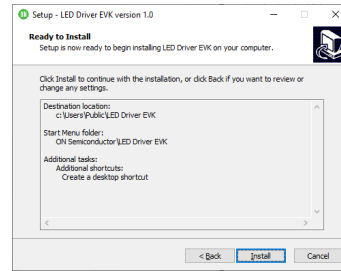 Setup - LED Driver EVK version 1.0
Ready to Install
Setup is now ready to begin installing LED Driver EVK on your computer.
Click Install to continue with the installation, or click Back if you want to review or
change any settings.
Destination location:
c:\Users\Public\LED Driver EVK
Start Menu folder:
ON Semiconductor\LED Driver EVK
Additional tasks:
Additional shortcuts:
Create a desktop shortcut
< Back
Install
Cancel